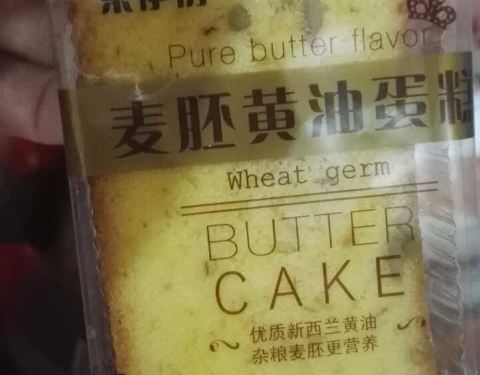 Pure butter flavor
麦胚黄油蛋糕
Wheat germ
BUTTER
CAKE
优质新西兰黄油
杂粮麦胚更营养